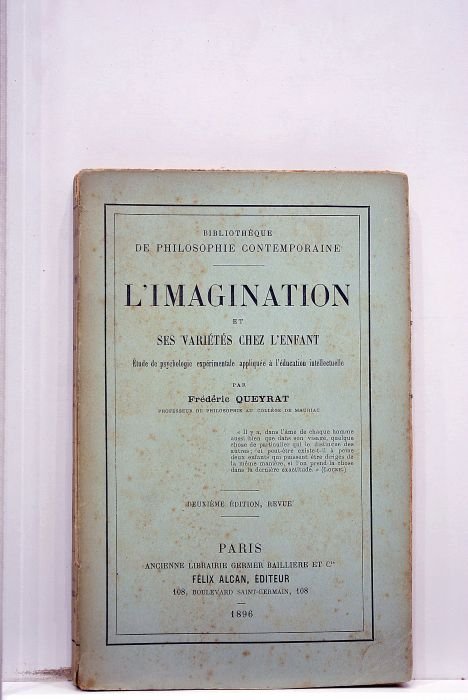 BIBLIOTHÈQUE
DE PHILOSOPHIE CONTEMPORAINE
L'IMAGINATION
ET
SES VARIÉTÉS CHEZ L'ENFANT
Étude de psychologie expérimentale appliquée à l'éducation intellectuelle
PAR
Frédéric QUEYRAT
PROFESSEUR DE PHILOSOPHIE AU COLLÈGE DE MAURIAC
« Il y a, dans l'âme de chaque homme
aussi bien que dans son visage, quelque
chose de particulier qui le distingue des
autres; et peut-être existe-t-il à peine
deux enfants qui puissent être dirigés de
la même manière, si l'on prend la chose
dans la dernière exactitude. » (LOCKE)
DEUXIÈME ÉDITION, REVUE
PARIS
ANCIENNE LIBRAIRIE GERMER BAILLIÈRE ET Cie
FÉLIX ALCAN, ÉDITEUR
108, BOULEVARD SAINT-GERMAIN, 108
1896